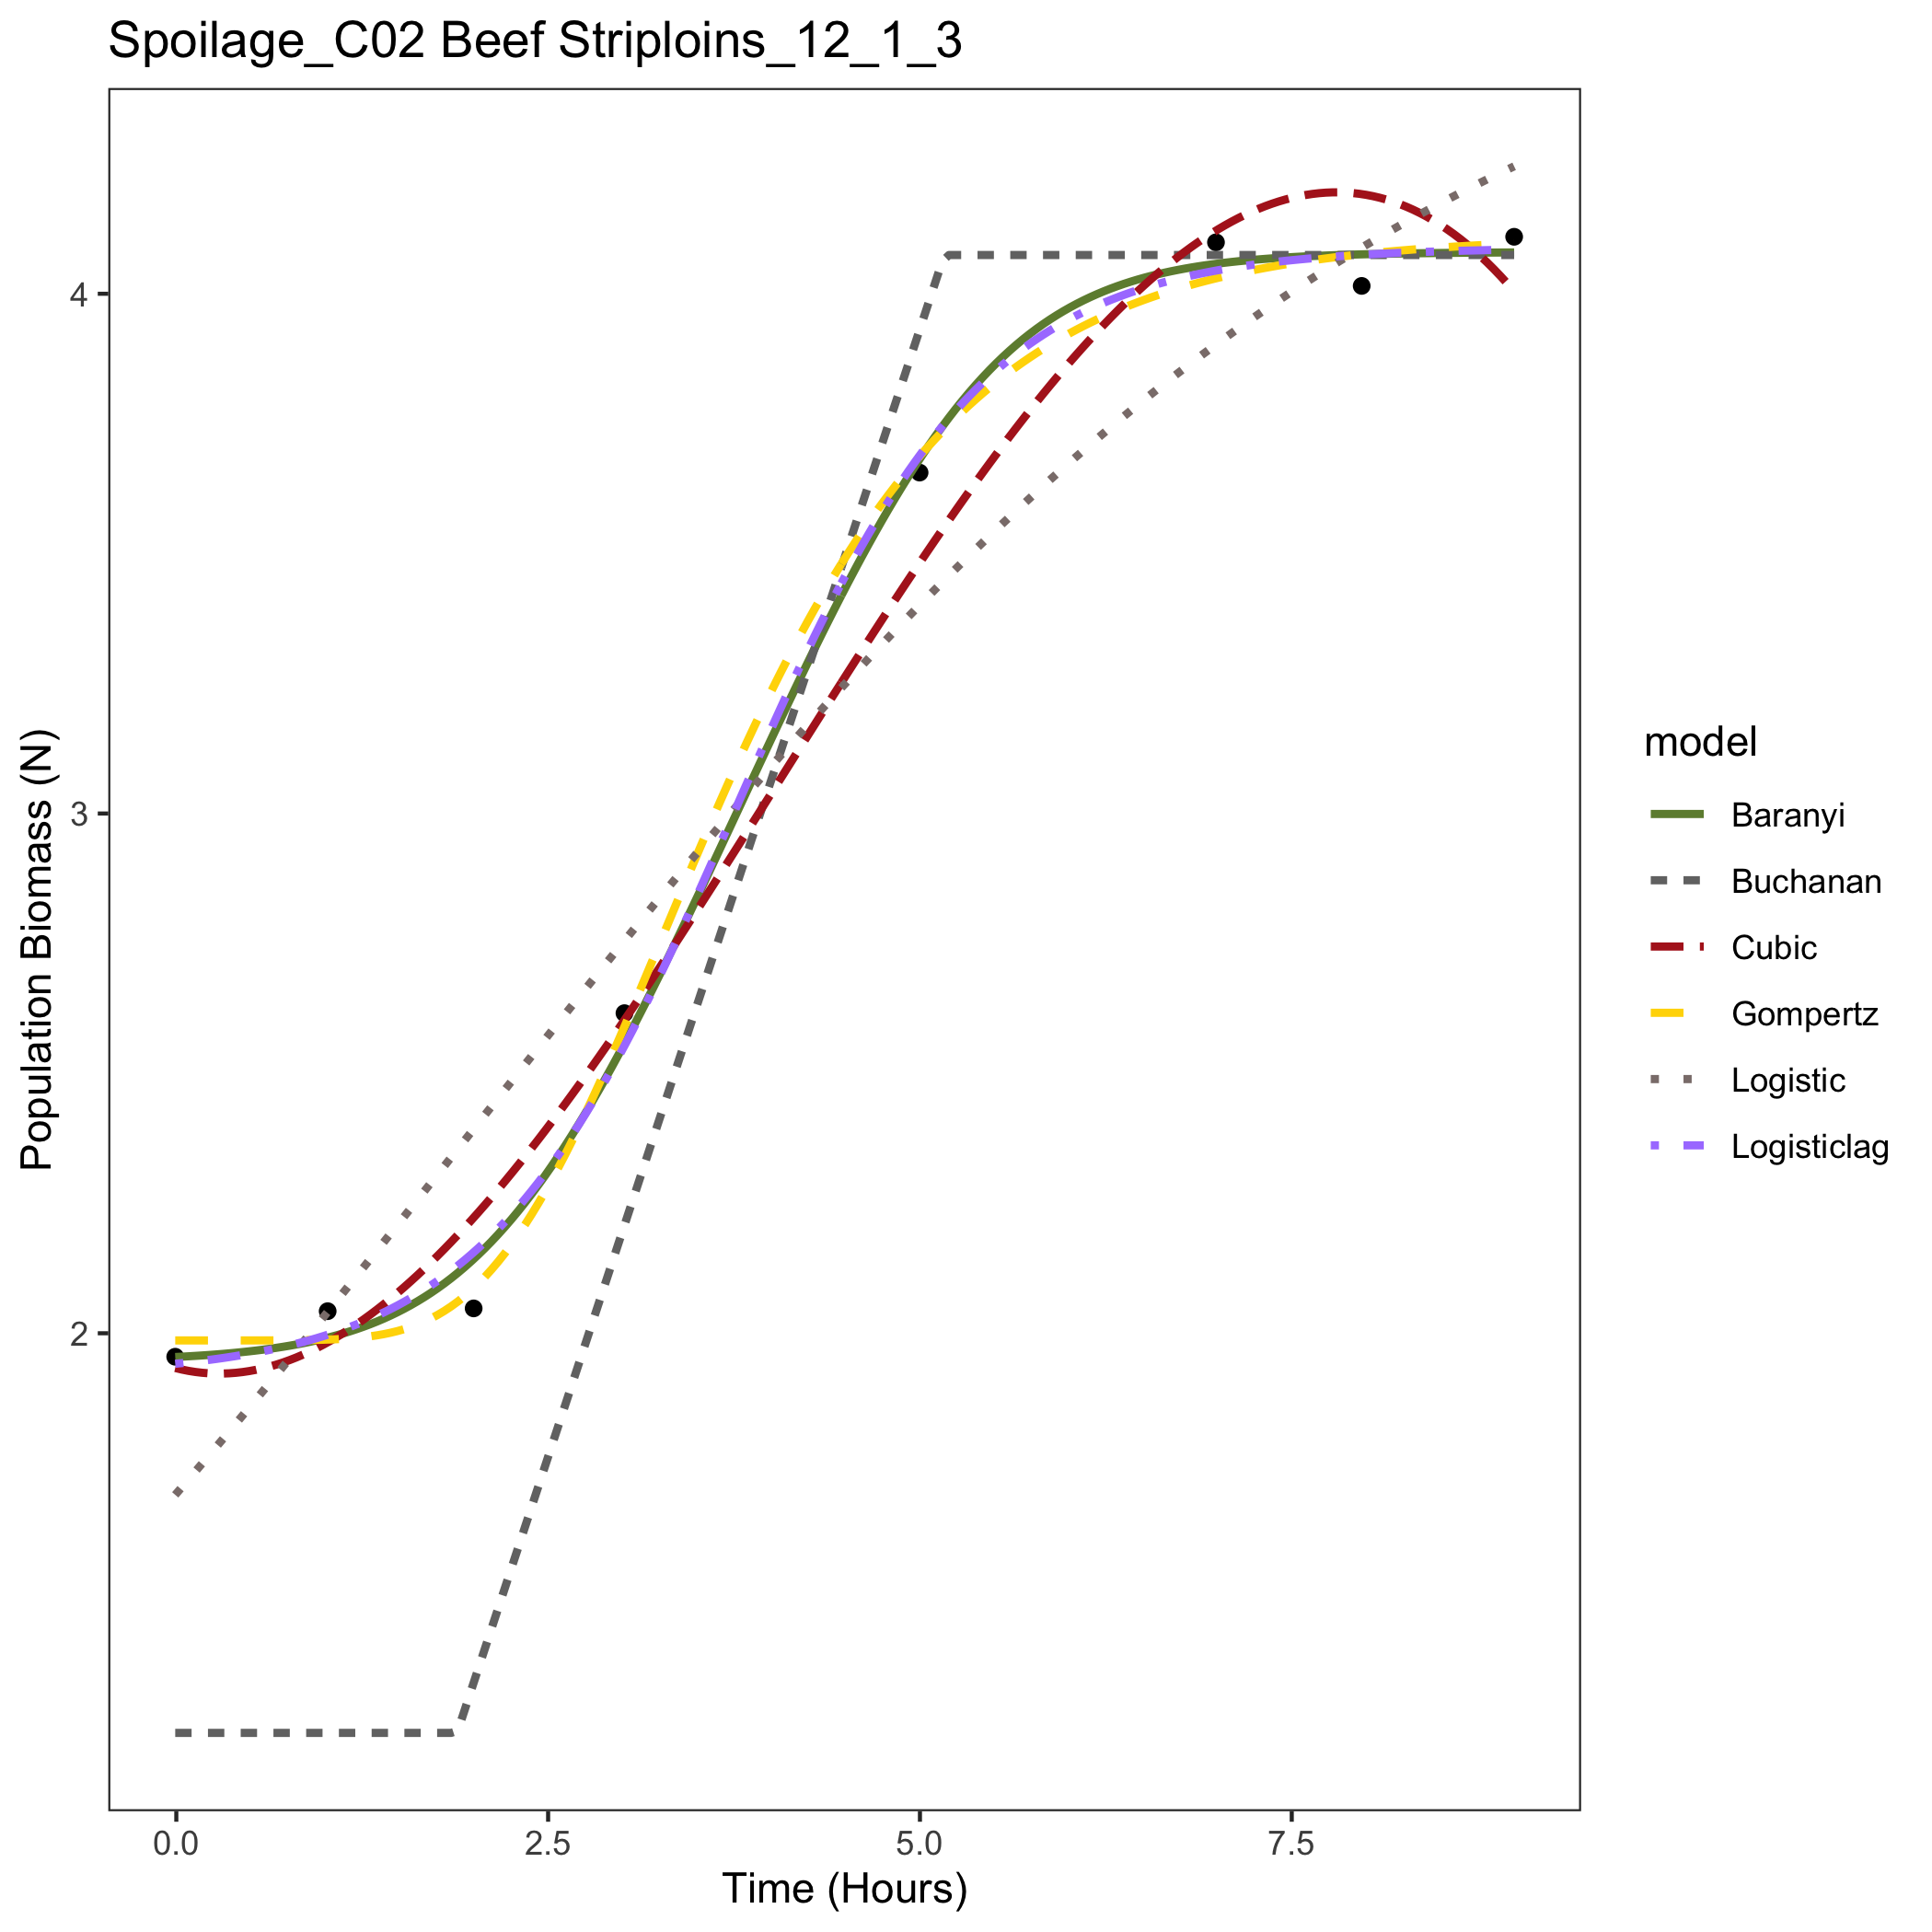 Spoilage_C02 Beef Striploins_12_1_3
Population Biomass (N)
4
3
2
0.0
2.5
5.0
7.5
Time (Hours)
model
Baranyi
Buchanan
Cubic
Gompertz
Logistic
Logisticlag